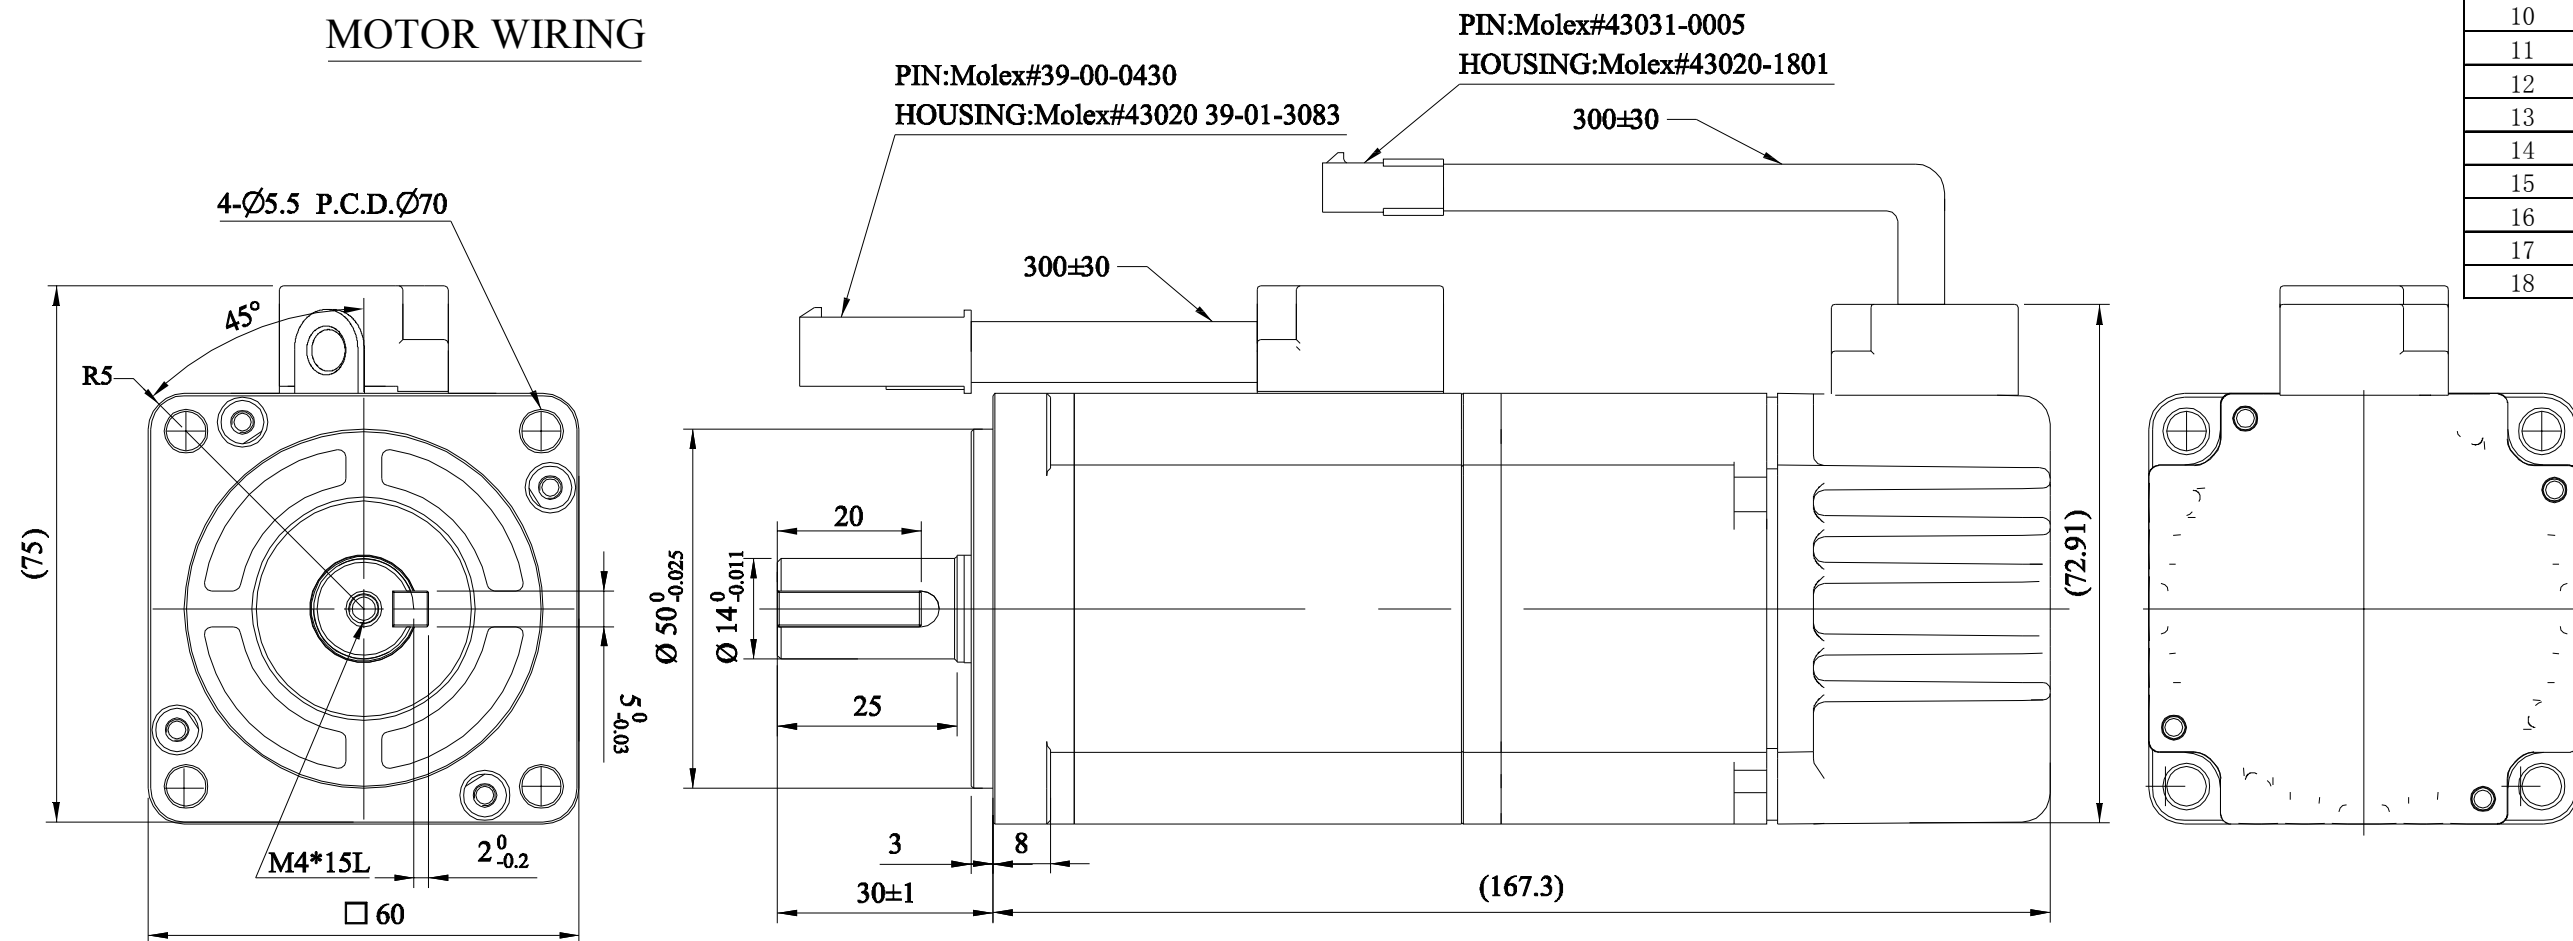 MOTOR WIRING
PIN:Molex#39-00-0430
HOUSING:Molex#43020 39-01-3083
PIN:Molex#43031-0005
HOUSING:Molex#43020-1801
300±30
300±30
10
11
12
13
14
15
16
17
18
4-Ø5.5 P.C.D.Ø70
45°
R5
(75)
M4*15L
2 0 -0.2
□ 60
5 0 -0.03
20
Ø 50 0 -0.025
Ø 14 0 -0.011
25
3
8
30±1
(167.3)
(72.91)